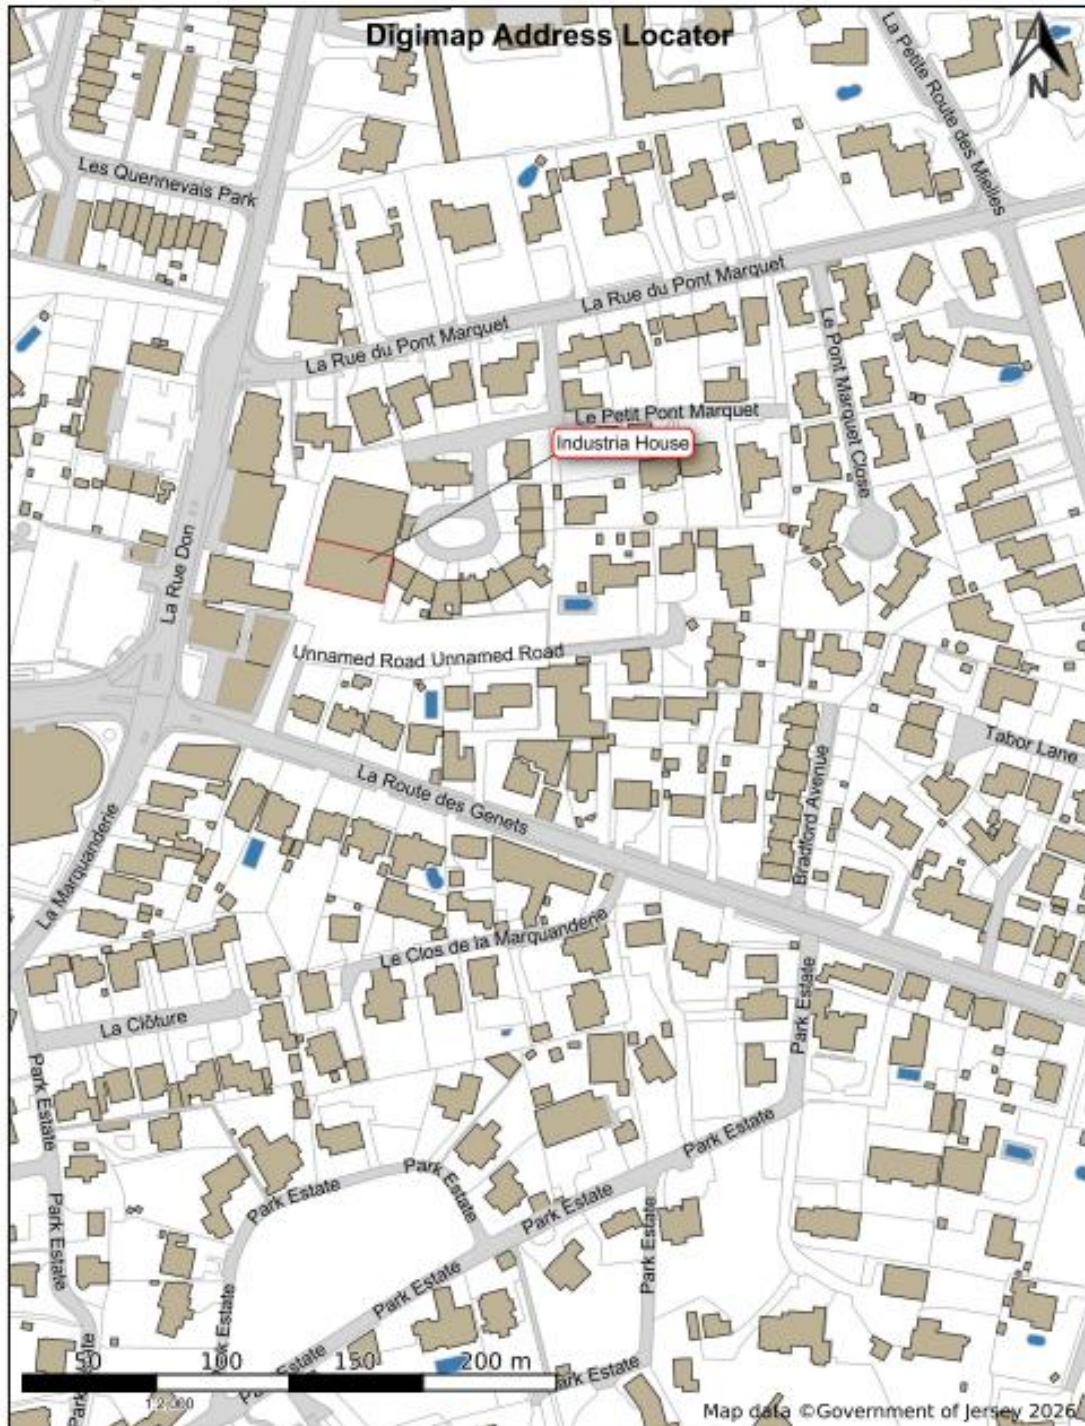 Digimap Address Locator
N
La Petite Route des Mielles
Les Quennevais Park
La Rue du Pont Marquet
La Rue du Pont Marquet
Le Pont Marquet Close
Le Petit Pont Marquet
Industria House
La Rue Don
Unnamed Road Unnamed Road
Tabor Lane
La Route des Genets
Bradford Avenue
La Marquanderie
Le Clos de la Marquanderie
La Clôture
Park Estate
Park Estate
Park Estate
Park Estate
Park Estate
Park Estate
Park Estate
Park Estate
Park Estate
Park Estate
50 100 150 200 m
Map data ©Government of Jersey 2026